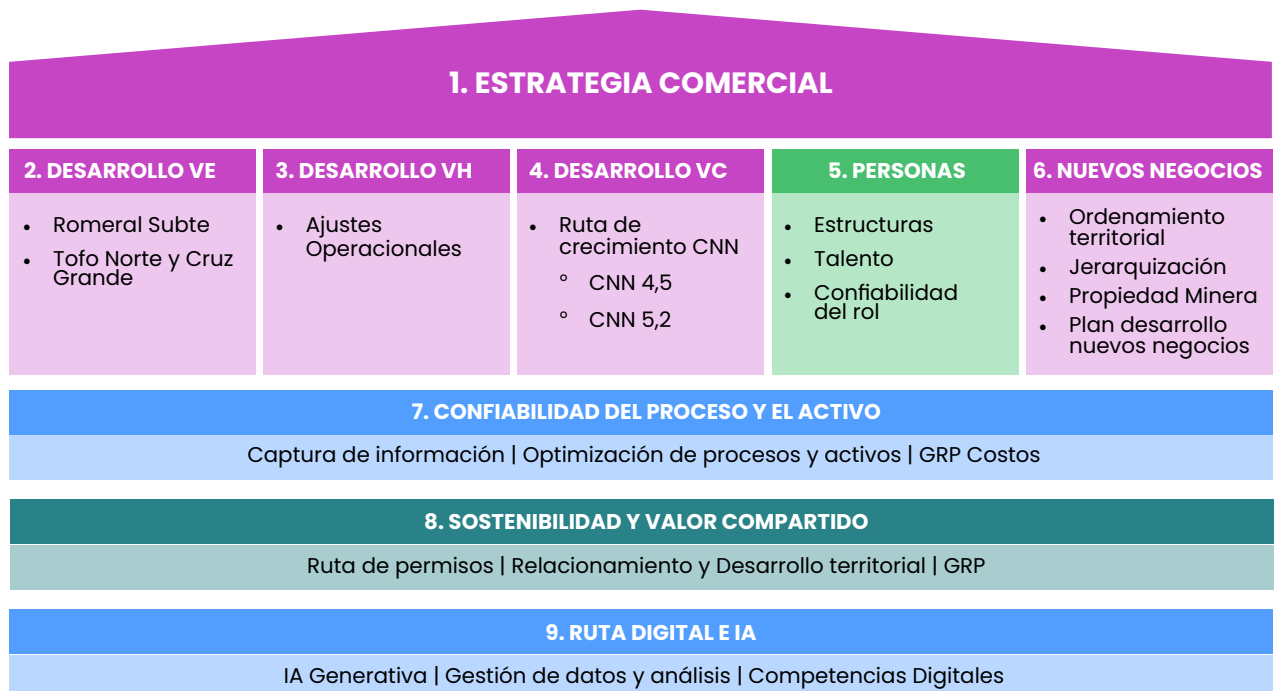 1. ESTRATEGIA COMERCIAL
2. DESARROLLO VE
• Romeral Subte
• Tofo Norte y Cruz
Grande
3. DESARROLLO VH
• Ajustes
Operacionales
4. DESARROLLO VC
• Ruta de
crecimiento CNN
° CNN 4,5
° CNN 5,2
5. PERSONAS
• Estructuras
• Talento
• Confiabilidad
del rol
6. NUEVOS NEGOCIOS
• Ordenamiento
territorial
• Jerarquización
• Propiedad Minera
• Plan desarrollo
nuevos negocios
7. CONFIABILIDAD DEL PROCESO Y EL ACTIVO
Captura de información | Optimización de procesos y activos | GRP Costos
8. SOSTENIBILIDAD Y VALOR COMPARTIDO
Ruta de permisos | Relacionamiento y Desarrollo territorial | GRP
9. RUTA DIGITAL E IA
IA Generativa | Gestión de datos y análisis | Competencias Digitales